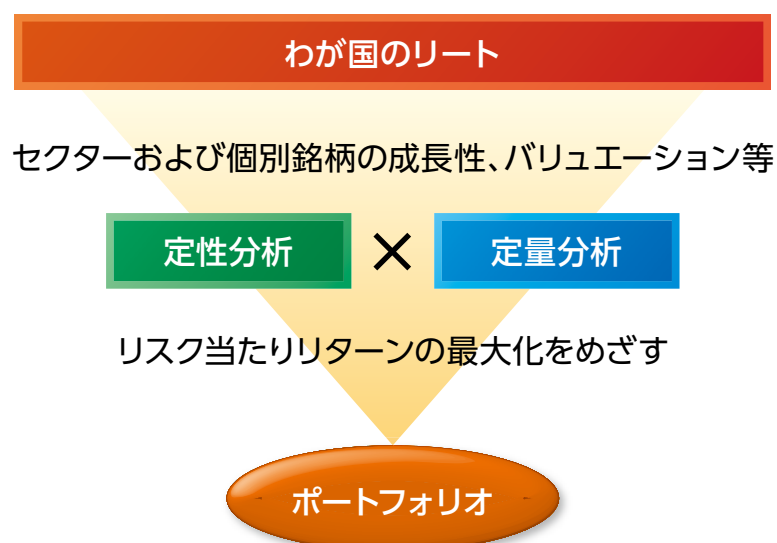 わが国のリート
セクターおよび個別銘柄の成長性、バリュエーション等
定性分析 × 定量分析
リスク当たりリターンの最大化をめざす
ポートフォリオ